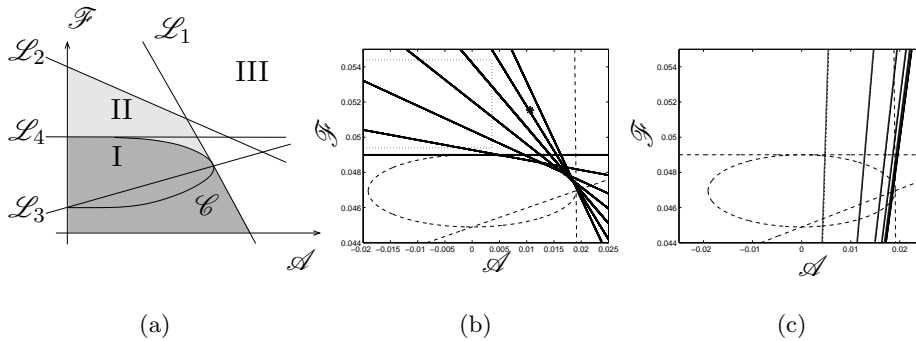 ℱ
ℒ₁
ℒ₂
III
II
ℒ₄
I
ℒ₃
𝒞
𝒜
(a)
ℱ
0.054
0.052
0.05
0.048
0.046
0.044
−0.02 −0.015 −0.01 −0.005 0 0.005 0.01 0.015 0.02 0.025
𝒜
(b)
ℱ
0.054
0.052
0.05
0.048
0.046
0.044
−0.02 −0.01 0 0.01 0.02
𝒜
(c)